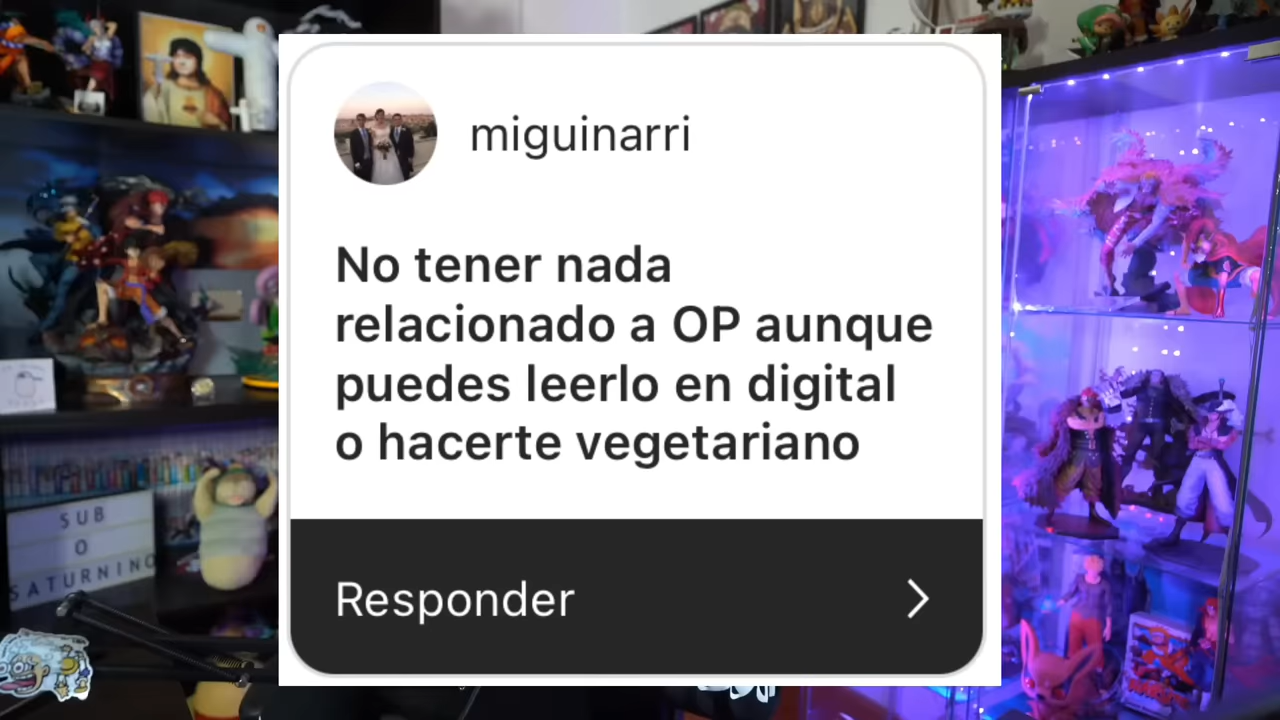 miguinarri
No tener nada
relacionado a OP aunque
puedes leerlo en digital
o hacerte vegetariano
Responder
SUB
O
SATURNINO